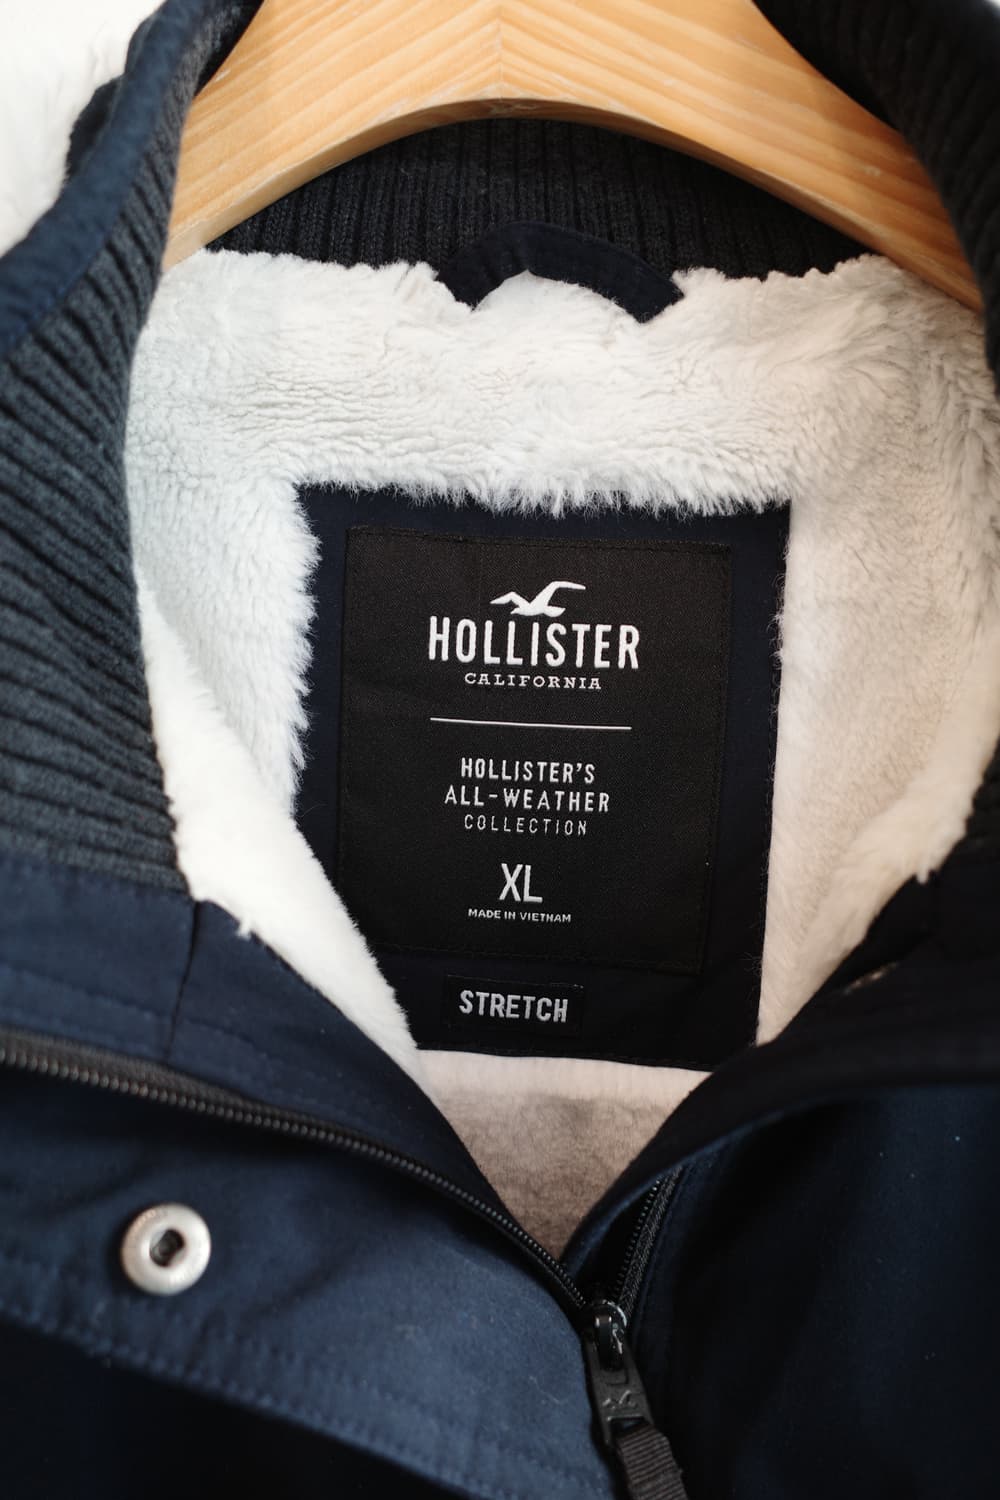 HOLLISTER
CALIFORNIA
HOLLISTER'S
ALL-WEATHER
COLLECTION
XL
MADE IN VIETNAM
STRETCH